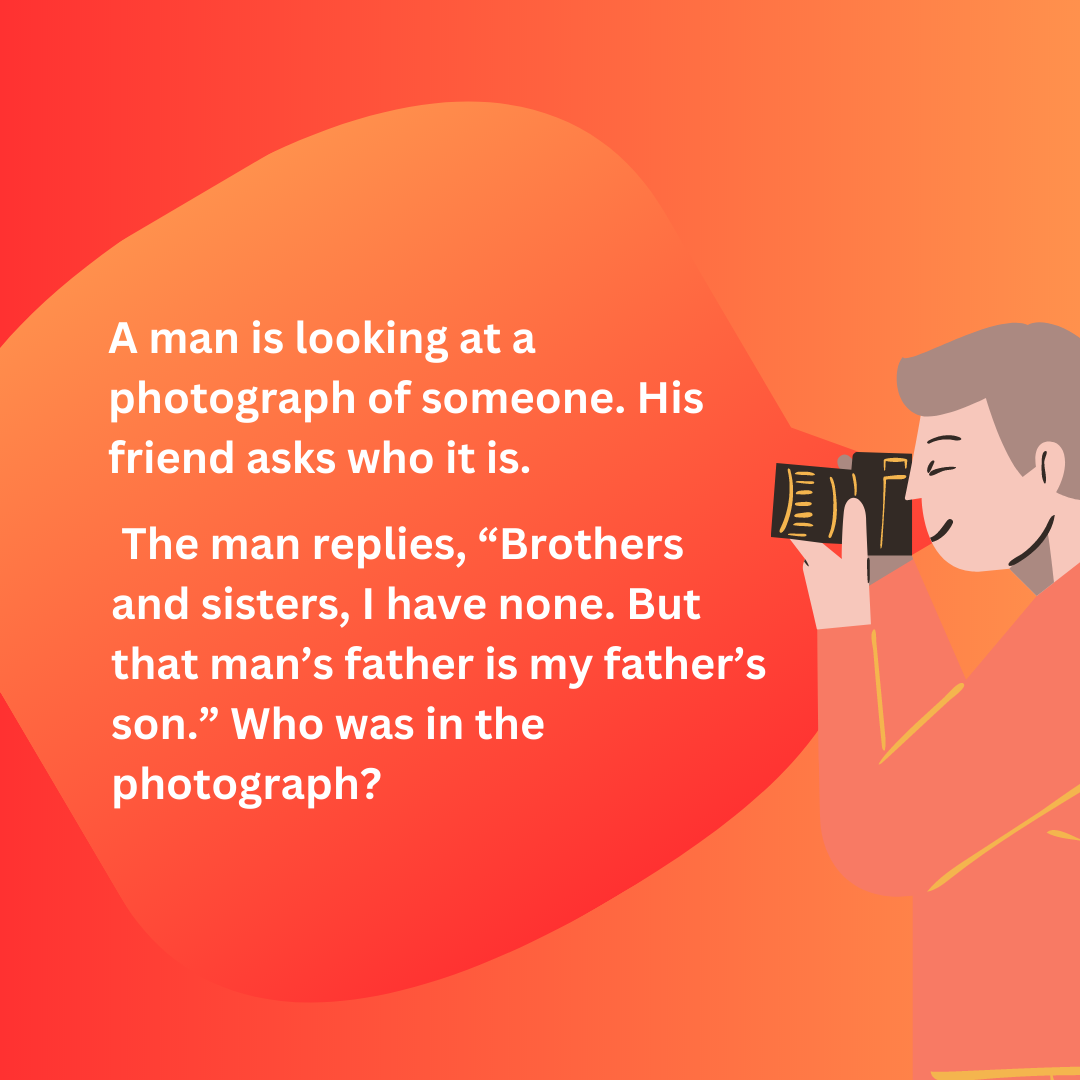 A man is looking at a
photograph of someone. His
friend asks who it is.
The man replies, “Brothers
and sisters, I have none. But
that man’s father is my father’s
son.” Who was in the
photograph?